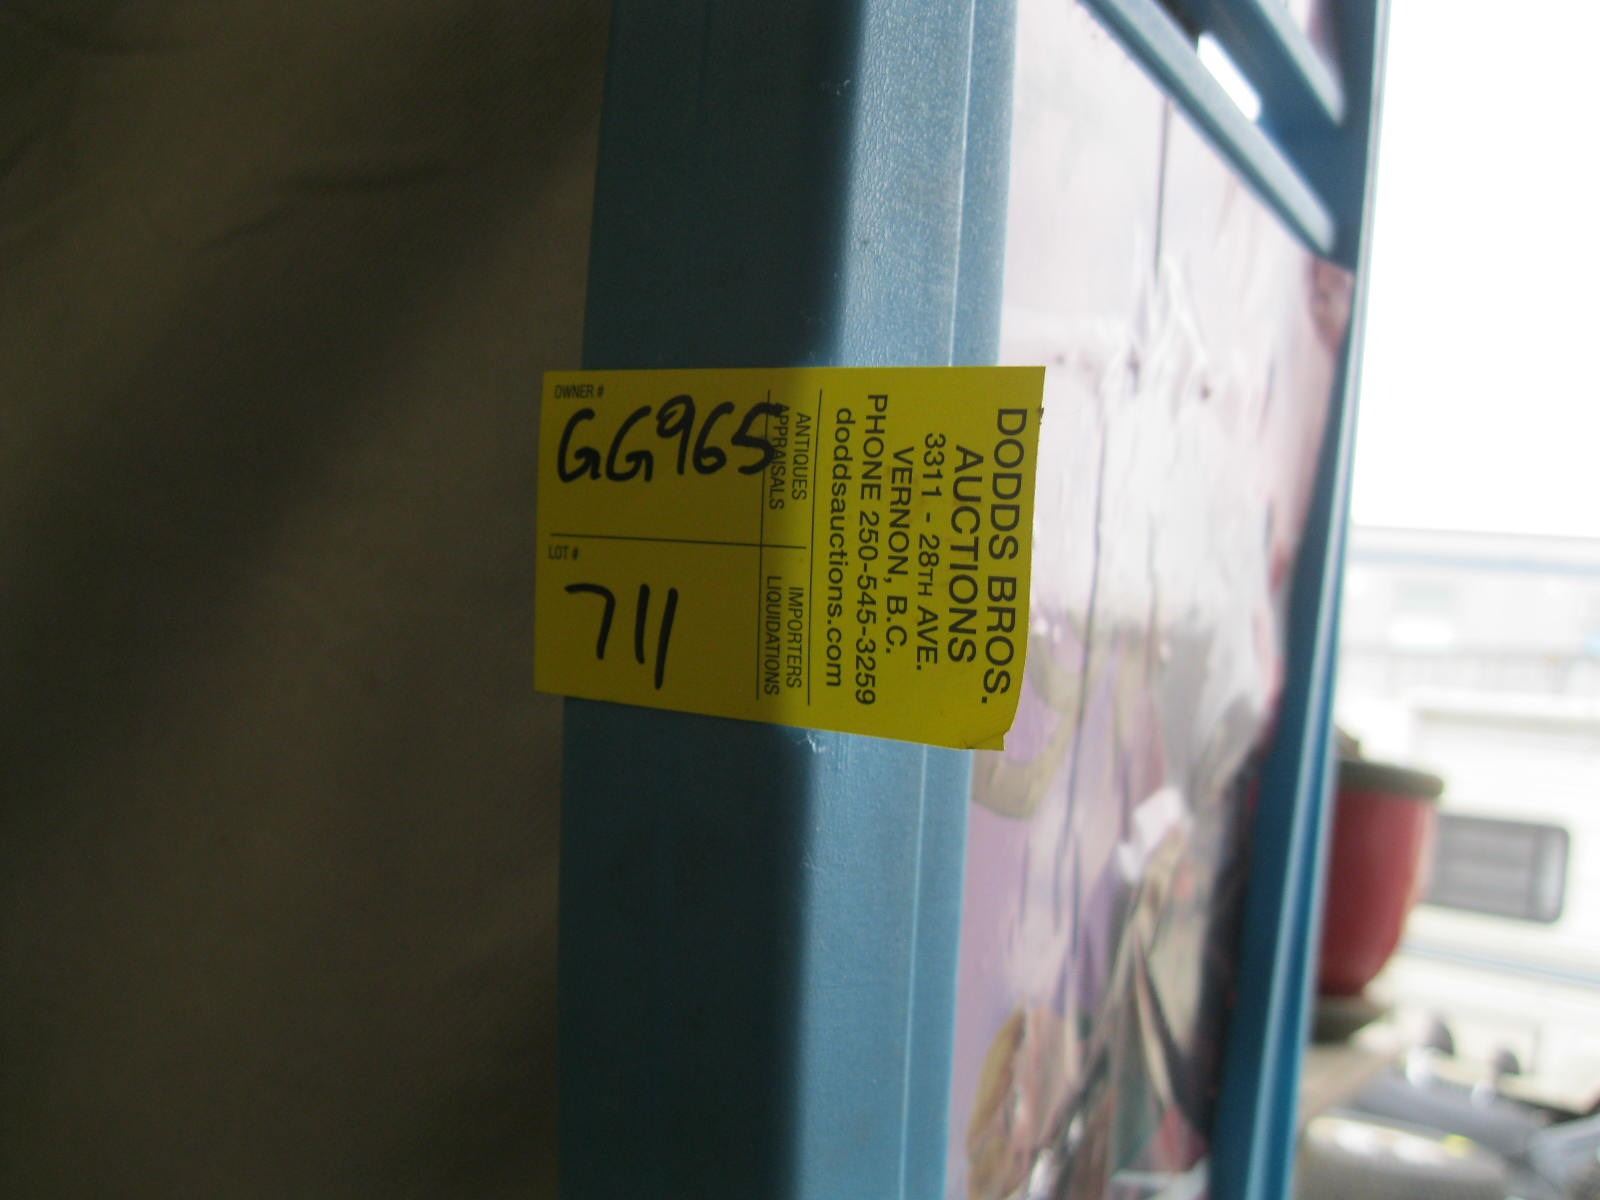 DODDS BROS.
AUCTIONS
3311 - 28TH AVE.
VERNON, B.C.
PHONE 250-545-3259
doddsauctions.com
ANTIQUES
APPRAISALS
IMPORTERS
LIQUIDATIONS
OWNER #
GG965
LOT #
711